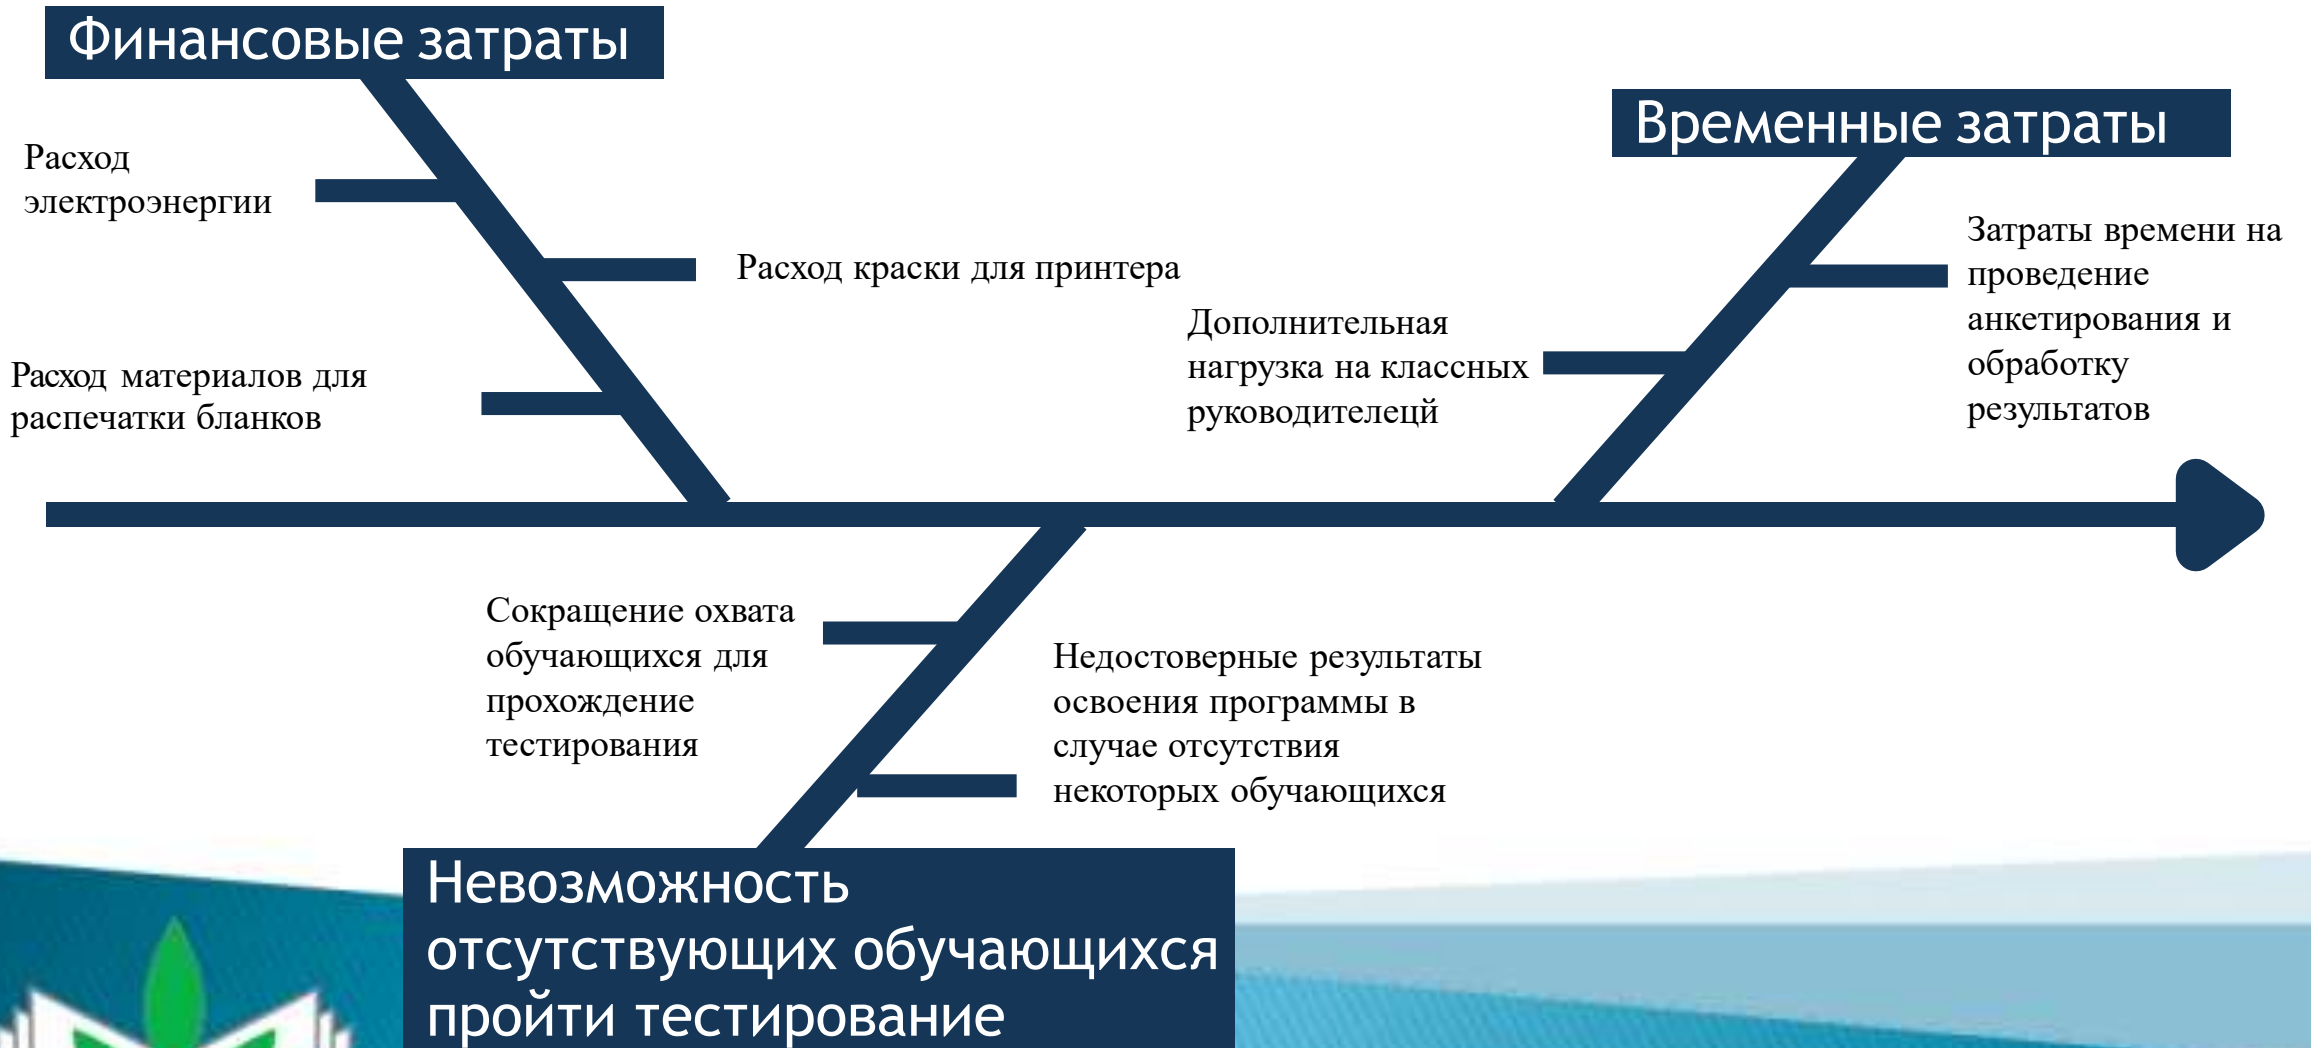 Финансовые затраты
Временные затраты
Расход
электроэнергии
Расход краски для принтера
Расход материалов для
распечатки бланков
Дополнительная
нагрузка на классных
руководителецй
Затраты времени на
проведение
анкетирования и
обработку
результатов
Сокращение охвата
обучающихся для
прохождение
тестирования
Недостоверные результаты
освоения программы в
случае отсутствия
некоторых обучающихся
Невозможность
отсутствующих обучающихся
пройти тестирование